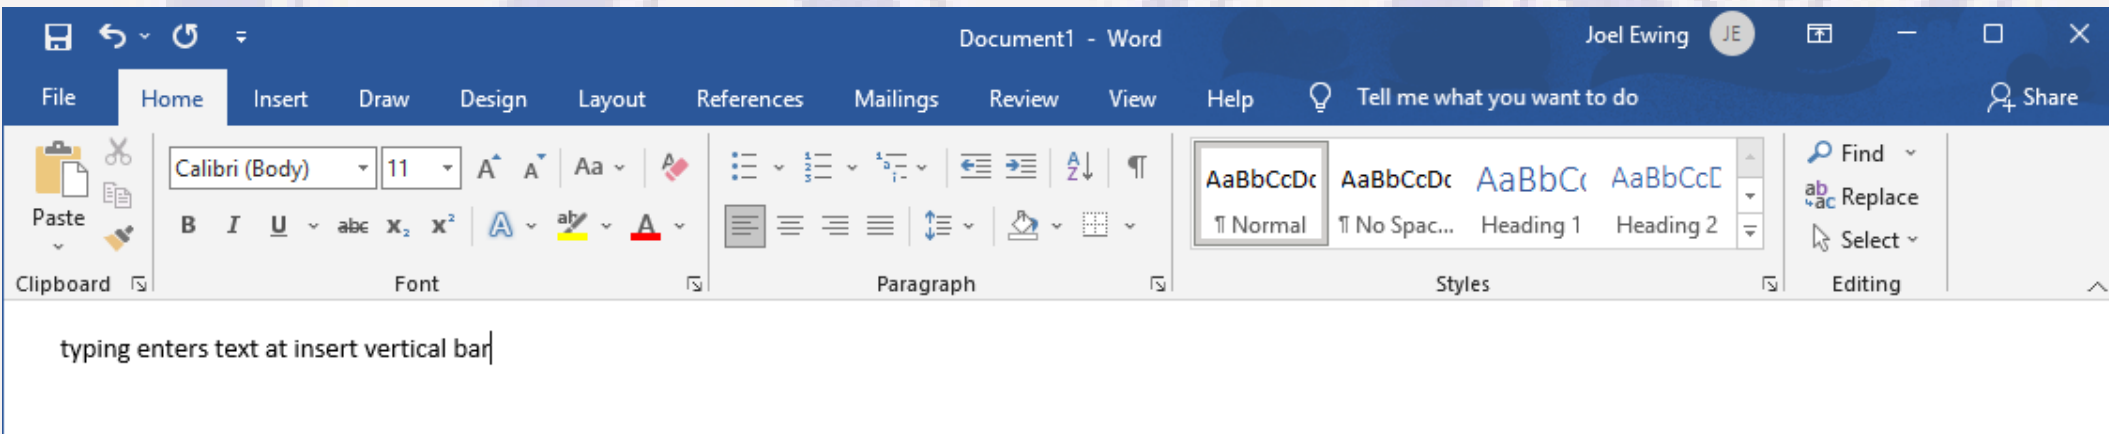 Document1 - Word
Joel Ewing JE
File Home Insert Draw Design Layout References Mailings Review View Help Tell me what you want to do Share
Paste
Calibri (Body) 11 Aa
B I U abc x₂ x²
AaBbCcDc AaBbCcDc AaBbC AaBbCcD
¶ Normal ¶ No Spac... Heading 1 Heading 2
Find
Replace
Select
Clipboard Font Paragraph Styles Editing
typing enters text at insert vertical bar